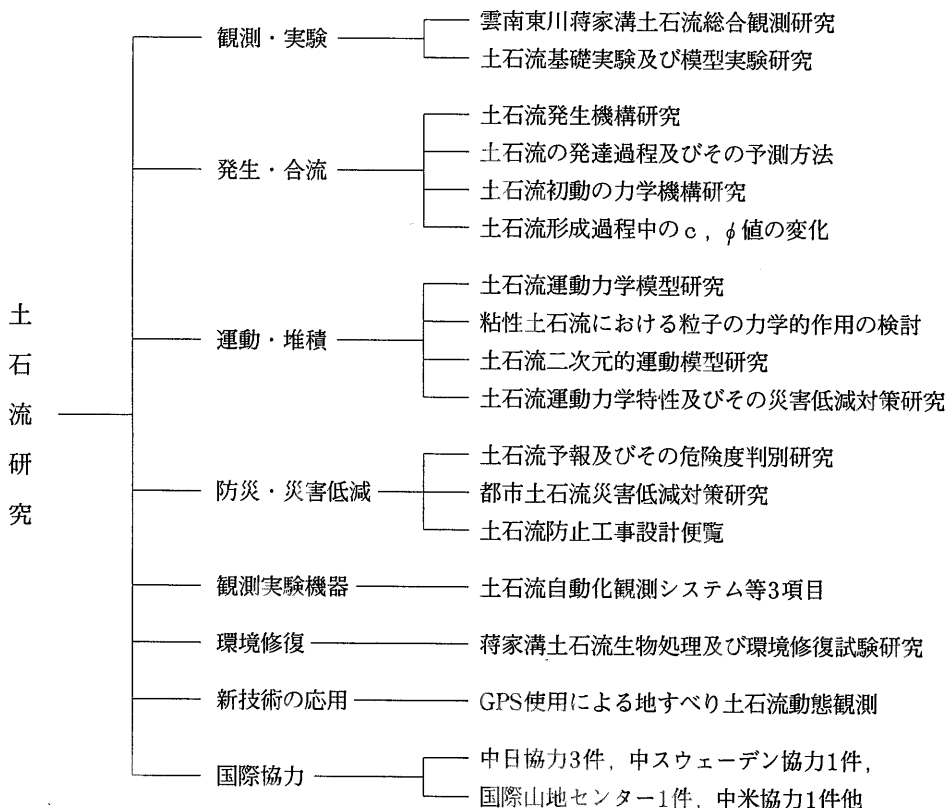 土石流研究
観測・実験
雲南東川蒋家溝土石流総合観測研究
土石流基礎実験及び模型実験研究
発生・合流
土石流発生機構研究
土石流の発達過程及びその予測方法
土石流初動の力学機構研究
土石流形成過程中のc，φ値の変化
運動・堆積
土石流運動力学模型研究
粘性土石流における粒子の力学的作用の検討
土石流二次元的運動模型研究
土石流運動力学特性及びその災害低減対策研究
防災・災害低減
土石流予報及びその危険度判別研究
都市土石流災害低減対策研究
土石流防止工事設計便覧
観測実験機器
土石流自動化観測システム等3項目
環境修復
蒋家溝土石流生物処理及び環境修復試験研究
新技術の応用
GPS使用による地すべり土石流動態観測
国際協力
中日協力3件，中スウェーデン協力1件，
国際山地センター1件，中米協力1件他